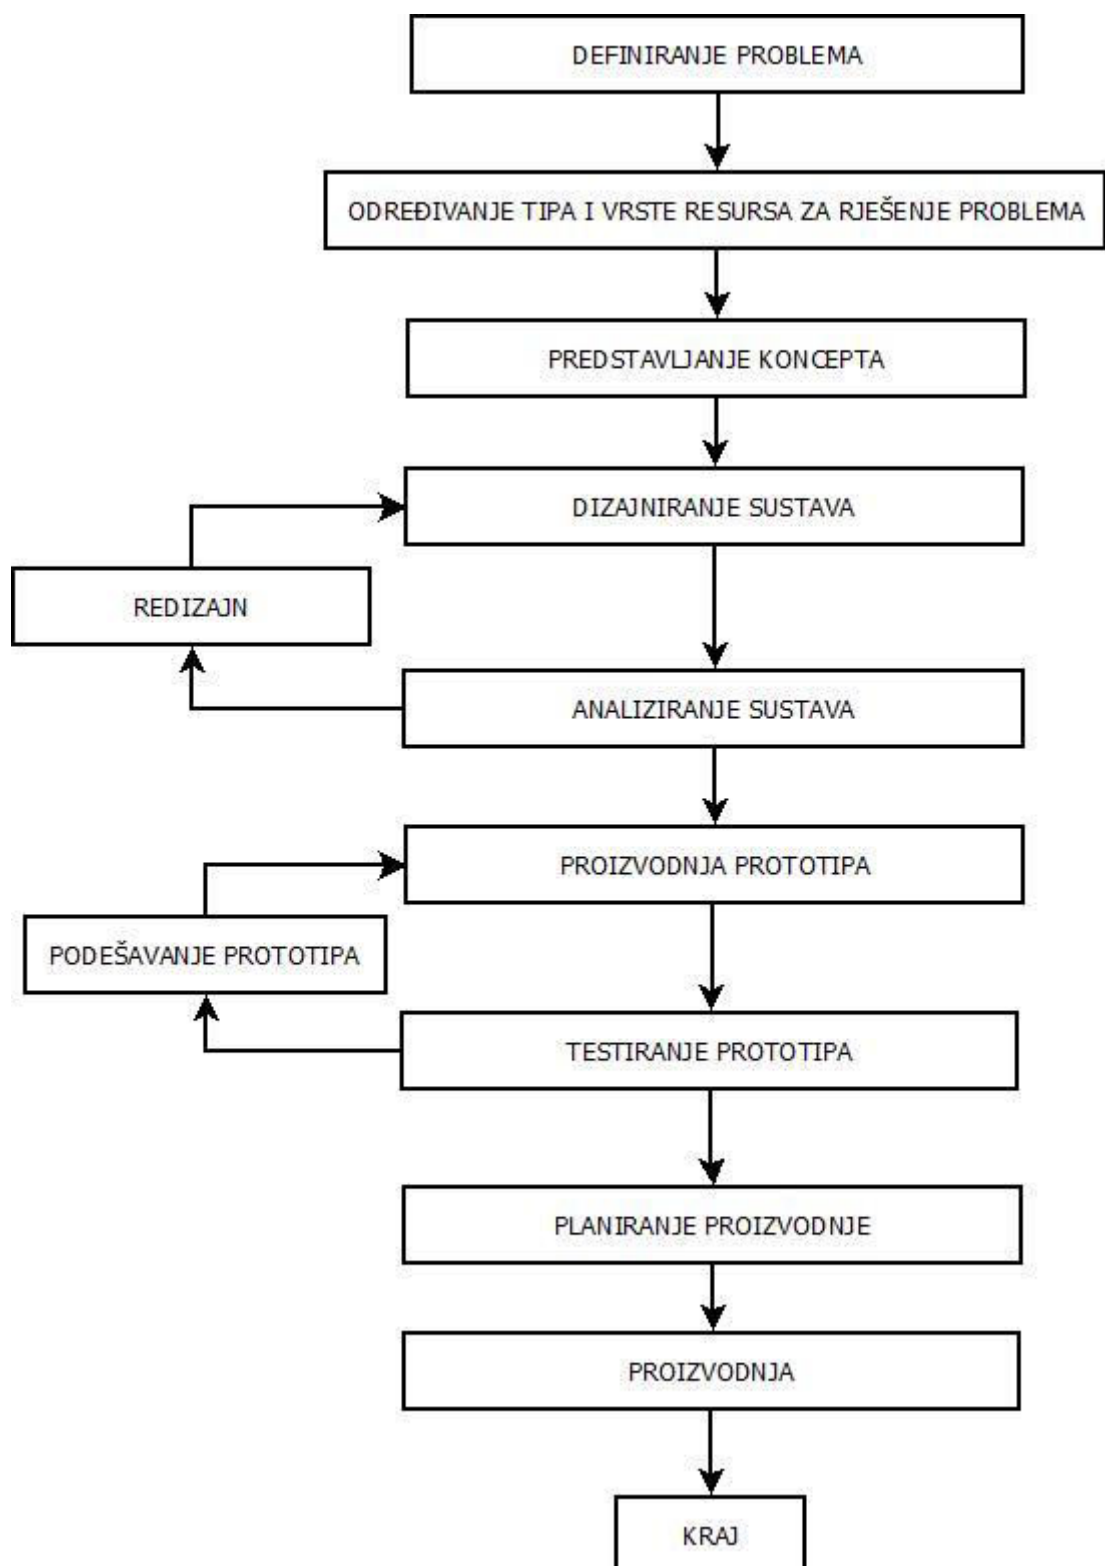 DEFINIRANJE PROBLEMA
ODREĐIVANJE TIPA I VRSTE RESURSA ZA RJEŠENJE PROBLEMA
PREDSTAVLJANJE KONCEPTA
DIZAJNIRANJE SUSTAVA
REDIZAJN
ANALIZIRANJE SUSTAVA
PROIZVODNJA PROTOTIPA
PODEŠAVANJE PROTOTIPA
TESTIRANJE PROTOTIPA
PLANIRANJE PROIZVODNJE
PROIZVODNJA
KRAJ